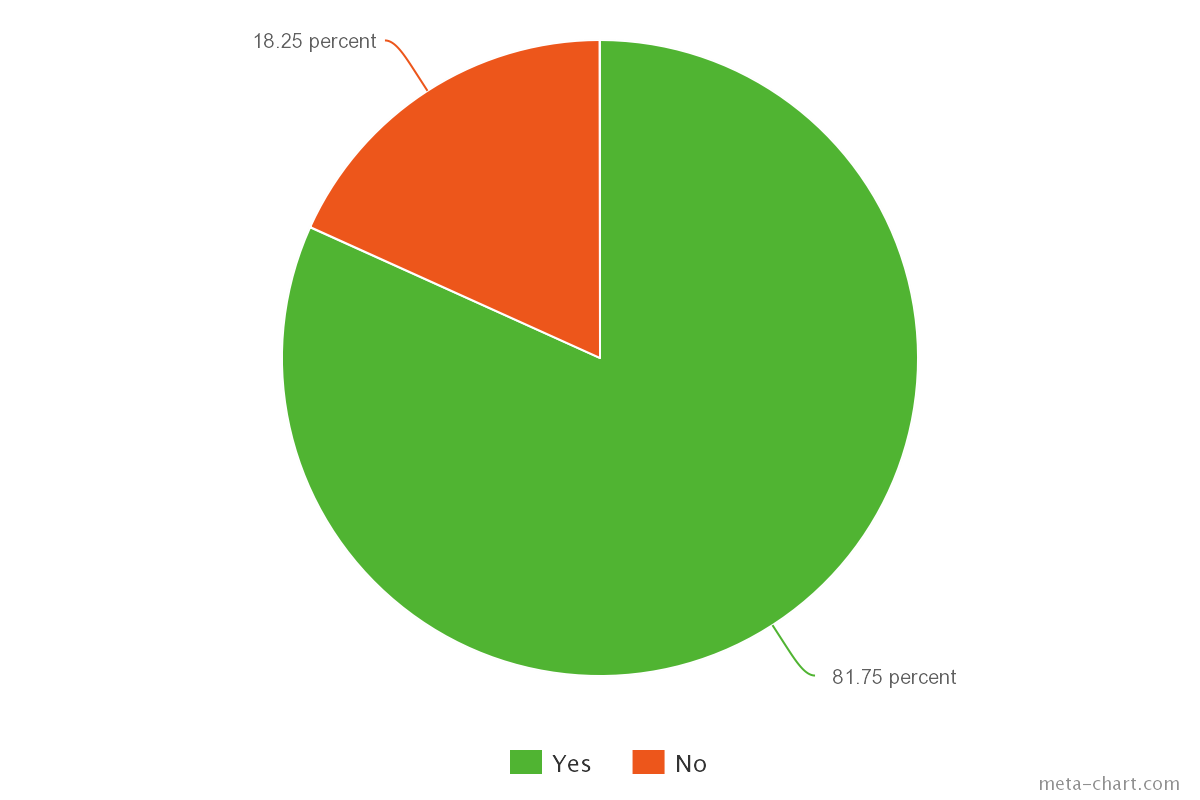 18.25 percent
81.75 percent
Yes
No
meta-chart.com